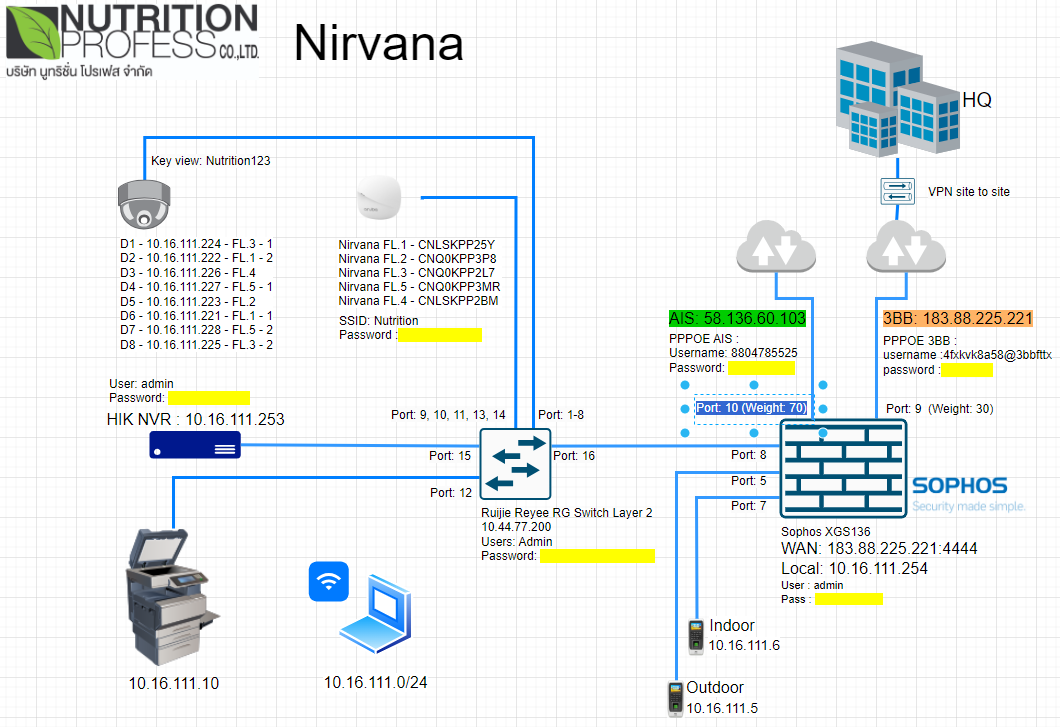 NUTRITION
PROFESS CO.,LTD.
บริษัท นูทริชั่น โปรเฟส จำกัด
Nirvana
HQ
VPN site to site
Key view: Nutrition123
D1 - 10.16.111.224 - FL.3 - 1
D2 - 10.16.111.222 - FL.1 - 2
D3 - 10.16.111.226 - FL.4
D4 - 10.16.111.227 - FL.5 - 1
D5 - 10.16.111.223 - FL.2
D6 - 10.16.111.221 - FL.1 - 1
D7 - 10.16.111.228 - FL.5 - 2
D8 - 10.16.111.225 - FL.3 - 2
Nirvana FL.1 - CNLSKPP25Y
Nirvana FL.2 - CNQ0KPP3P8
Nirvana FL.3 - CNQ0KPP2L7
Nirvana FL.5 - CNQ0KPP3MR
Nirvana FL.4 - CNLSKPP2BM
SSID: Nutrition
Password :
AIS: 58.136.60.103
PPPOE AIS :
Username: 8804785525
Password:
Port: 10 (Weight: 70)
3BB: 183.88.225.221
PPPOE 3BB :
username :4fxkvk8a58@3bbfttx
password :
Port: 9 (Weight: 30)
User: admin
Password:
HIK NVR : 10.16.111.253
Port: 9, 10, 11, 13, 14
Port: 1-8
Port: 15
Port: 16
Port: 12
Port: 8
Port: 5
Port: 7
Ruijie Reyee RG Switch Layer 2
10.44.77.200
Users: Admin
Password:
SOPHOS
Security made simple.
Sophos XGS136
WAN: 183.88.225.221:4444
Local: 10.16.111.254
User : admin
Pass :
Indoor
10.16.111.6
Outdoor
10.16.111.5
10.16.111.10
10.16.111.0/24